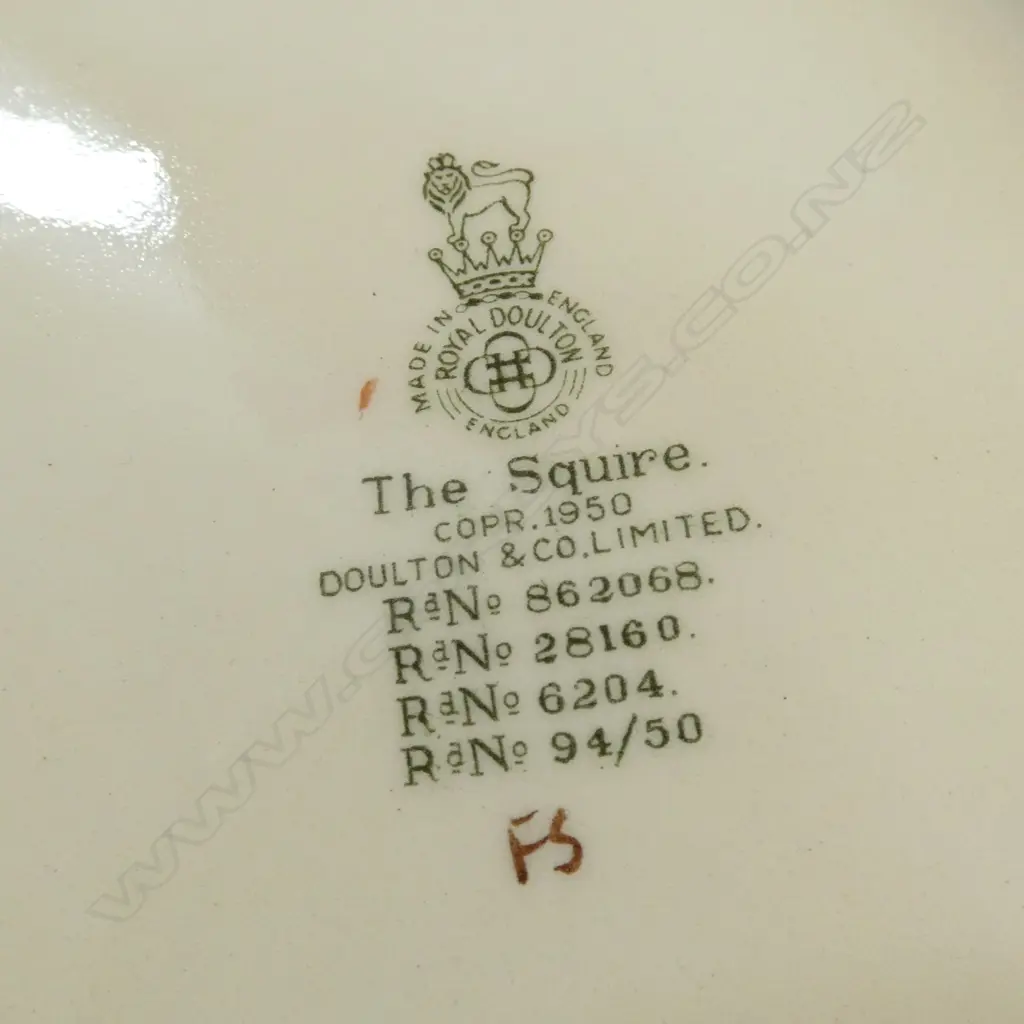 MADE IN ENGLAND
ROYAL DOULTON
ENGLAND
The Squire.
COPR.1950
DOULTON & CO.LIMITED.
RᵈNº 862068.
RᵈNº 28160.
RᵈNº 6204.
RᵈNº 94/50
FS